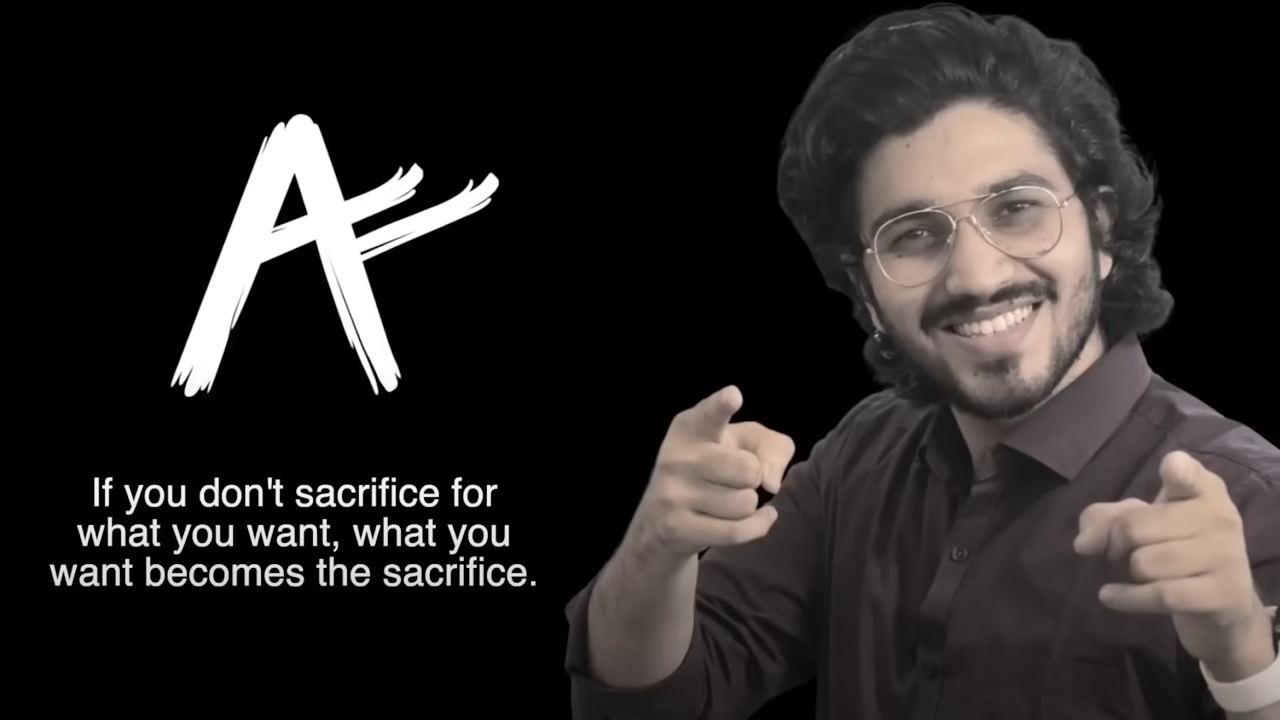 A
If you don't sacrifice for
what you want, what you
want becomes the sacrifice.